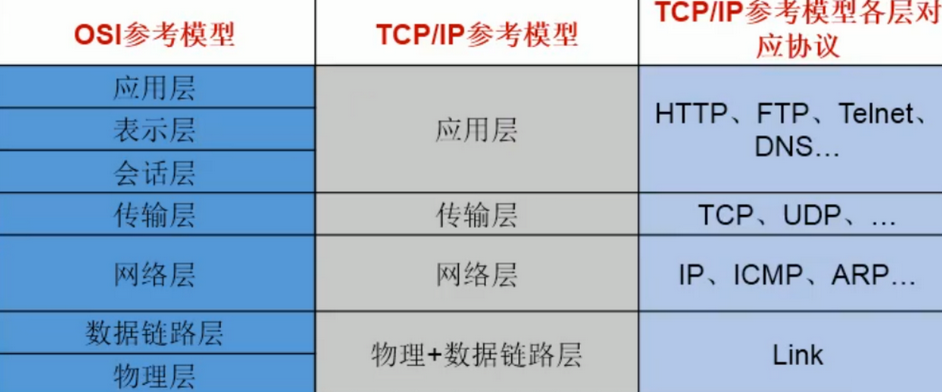 OSI参考模型
TCP/IP参考模型
TCP/IP参考模型各层对
应协议
应用层
表示层
会话层
应用层
HTTP、FTP、Telnet、
DNS...
传输层
传输层
TCP、UDP、...
网络层
网络层
IP、ICMP、ARP...
数据链路层
物理层
物理+数据链路层
Link